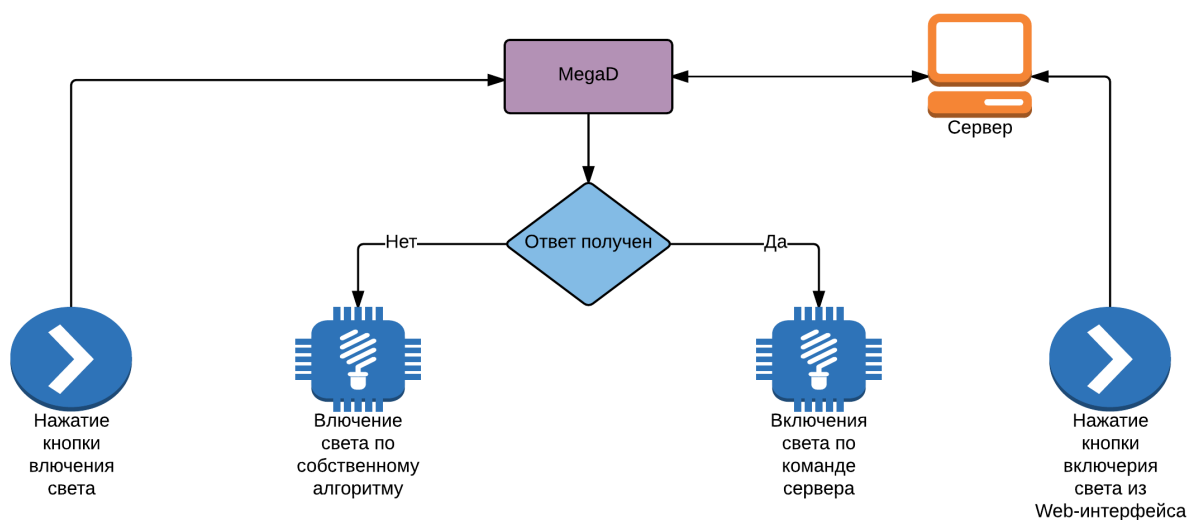 MegaD
Сервер
Ответ получен
Нет
Да
Нажатие
кнопки
влючения
света
Влючение
света по
собственному
алгоритму
Включения
света по
команде
сервера
Нажатие
кнопки
включерия
света из
Web-интерфейса